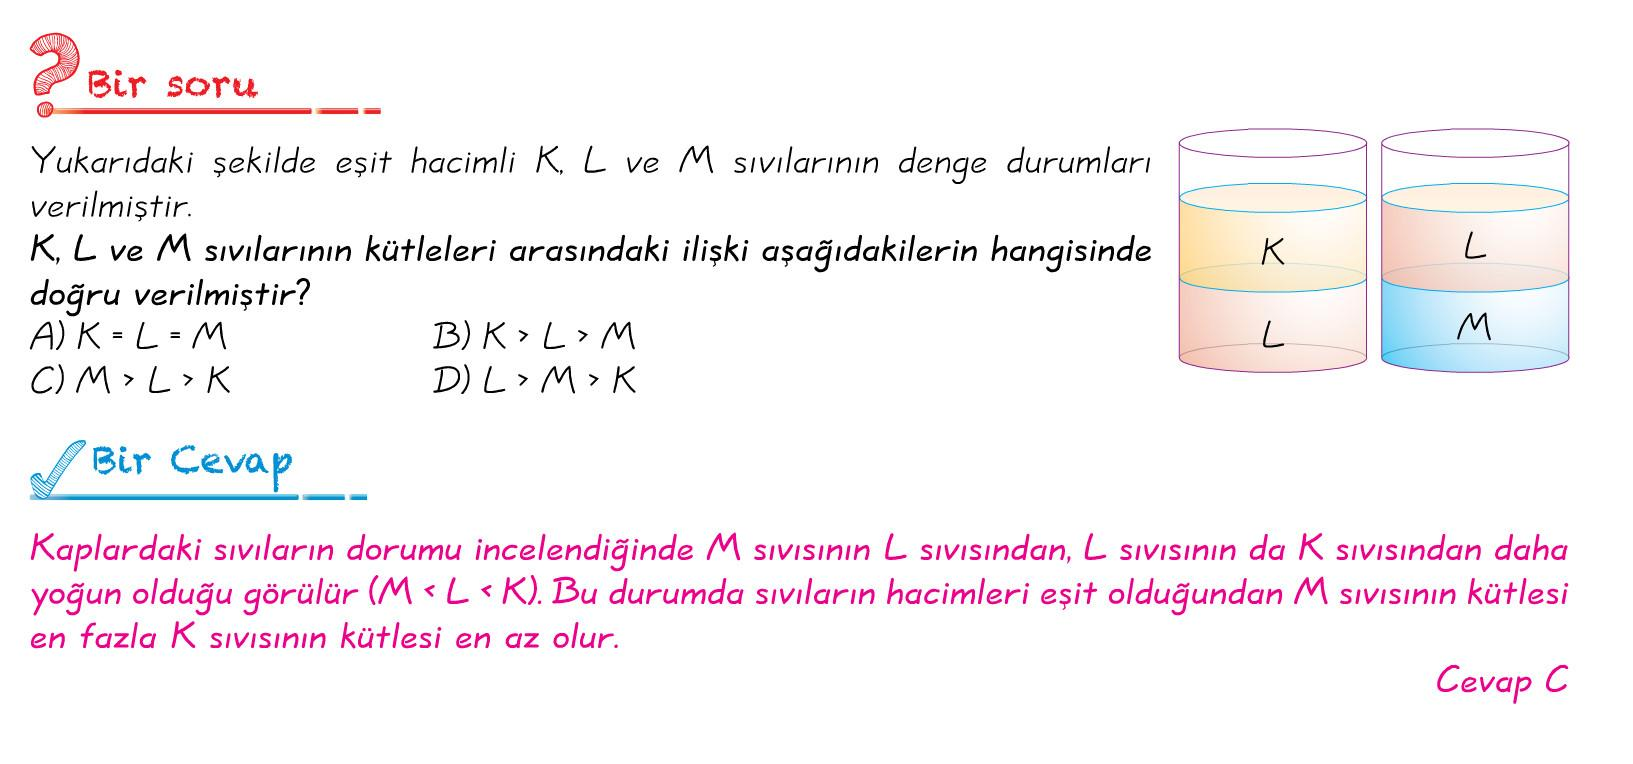 Bir soru
Yukarıdaki şekilde eşit hacimli K, L ve M sıvılarının denge durumları
verilmiştir.
K, L ve M sıvılarının kütleleri arasındaki ilişki aşağıdakilerin hangisinde
doğru verilmiştir?
A) K = L = M B) K > L > M
C) M > L > K D) L > M > K
K
L
L
M
Bir Cevap
Kaplardaki sıvıların dorumu incelendiğinde M sıvısının L sıvısından, L sıvısının da K sıvısından daha
yoğun olduğu görülür (M < L < K). Bu durumda sıvıların hacimleri eşit olduğundan M sıvısının kütlesi
en fazla K sıvısının kütlesi en az olur.
Cevap C